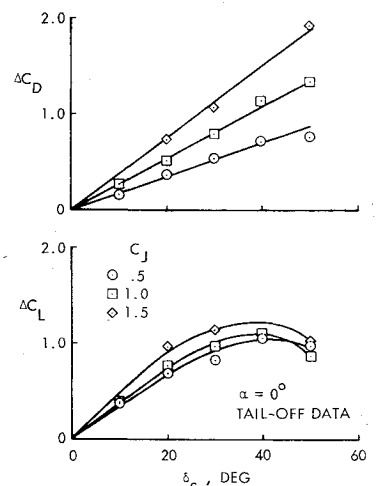 2.0
ΔC_D
1.0
0
2.0
C_J
.5
1.0
1.5
ΔC_L
1.0
α = 0°
TAIL-OFF DATA
0
0 20 40 60
DEG